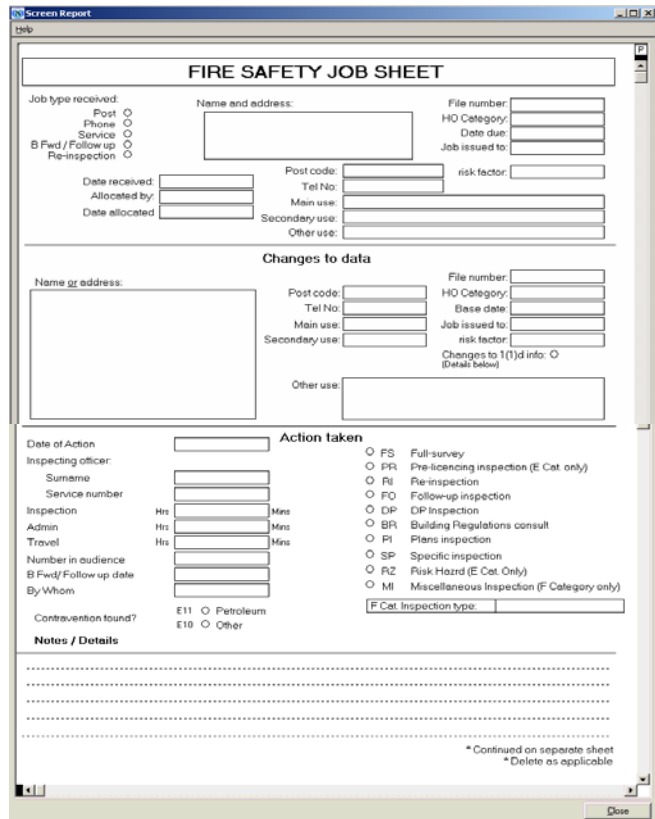 Screen Report
Help
P
FIRE SAFETY JOB SHEET
Job type received:
Post
Phone
Service
B Fwd / Follow up
Re-inspection
Name and address:
File number:
HO Category:
Date due:
Job issued to:
Date received:
Allocated by:
Date allocated
Post code:
risk factor:
Tel No:
Main use:
Secondary use:
Other use:
Changes to data
Name or address:
Post code:
Tel No:
Main use:
Secondary use:
File number:
HO Category:
Base date:
Job issued to:
risk factor:
Changes to 1(1)d info:
(Details below)
Other use:
Action taken
Date of Action
Inspecting officer:
Surname
Service number
Inspection Hrs Mins
Admin Hrs Mins
Travel Hrs Mins
Number in audience
B Fwd/ Follow up date
By Whom
Contravention found?
E11 Petroleum
E10 Other
FS Full-survey
PR Pre-licencing inspection (E Cat. only)
RI Re-inspection
FO Follow-up inspection
DP DP Inspection
BR Building Regulations consult
PI Plans inspection
SP Specific inspection
RZ Risk Hazrd (E Cat. Only)
MI Miscellaneous Inspection (F Category only)
F Cat. Inspection type:
Notes / Details
* Continued on separate sheet
* Delete as applicable
Close